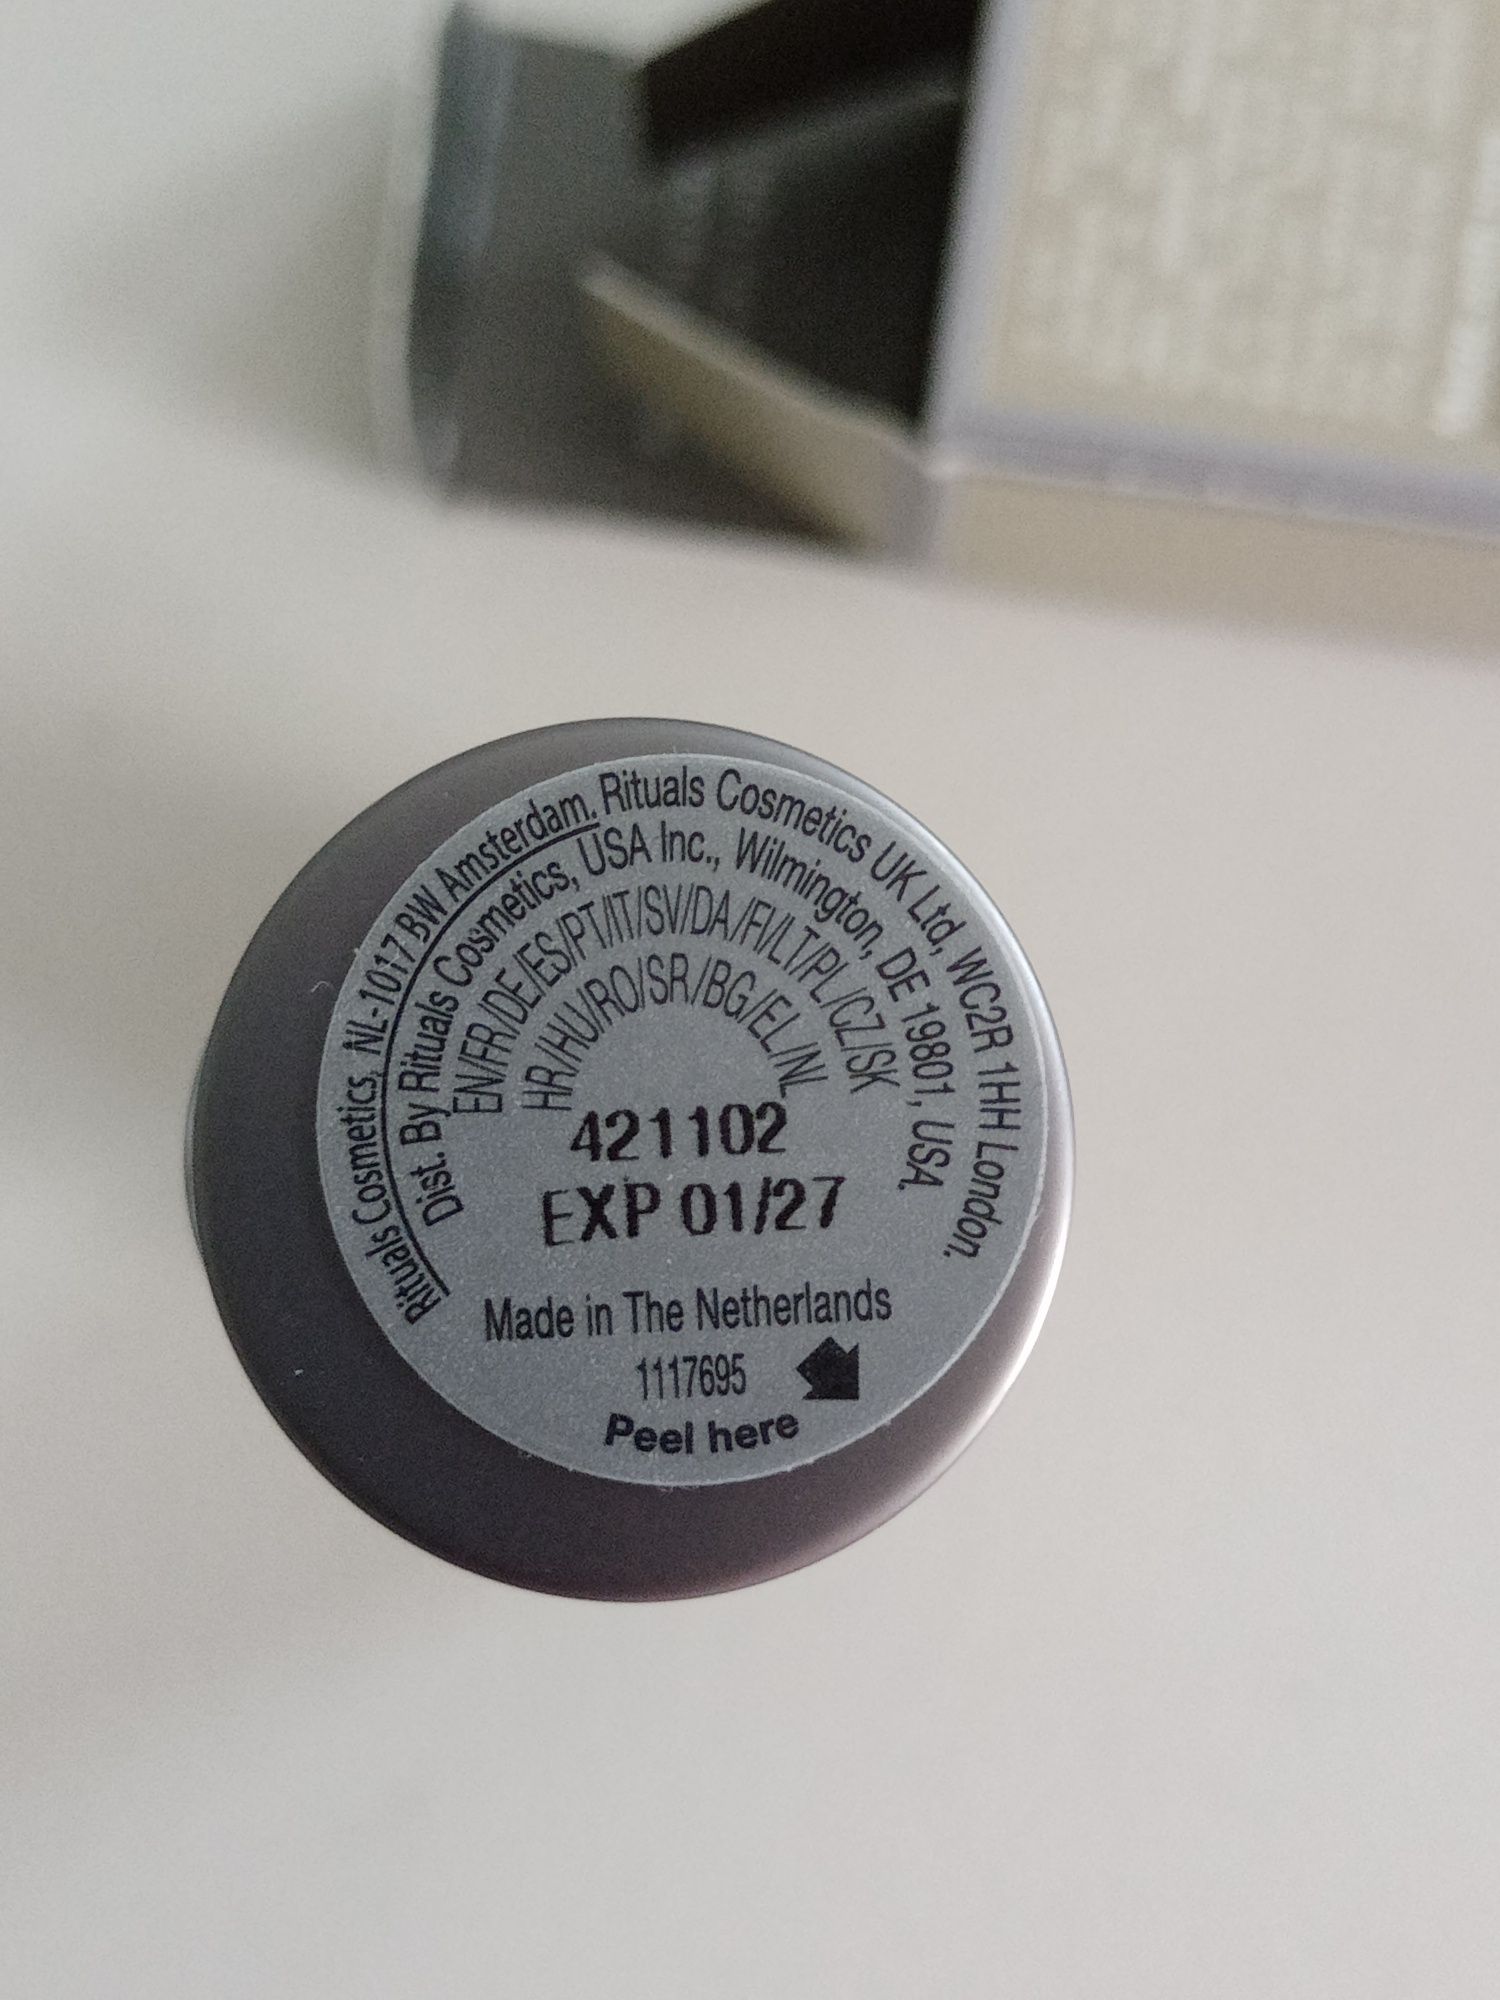 Rituals Cosmetics, NL-1017 BW Amsterdam. Rituals Cosmetics UK Ltd, WC2R 1HH London.
Dist. By Rituals Cosmetics, USA Inc., Wilmington, DE 19801, USA.
EN/FR/DE/ES/PT/IT/SV/DA/FI/LT/PL/CZ/SK
HR/HU/RO/SR/BG/EL/NL
421102
EXP 01/27
Made in The Netherlands
1117695
Peel here